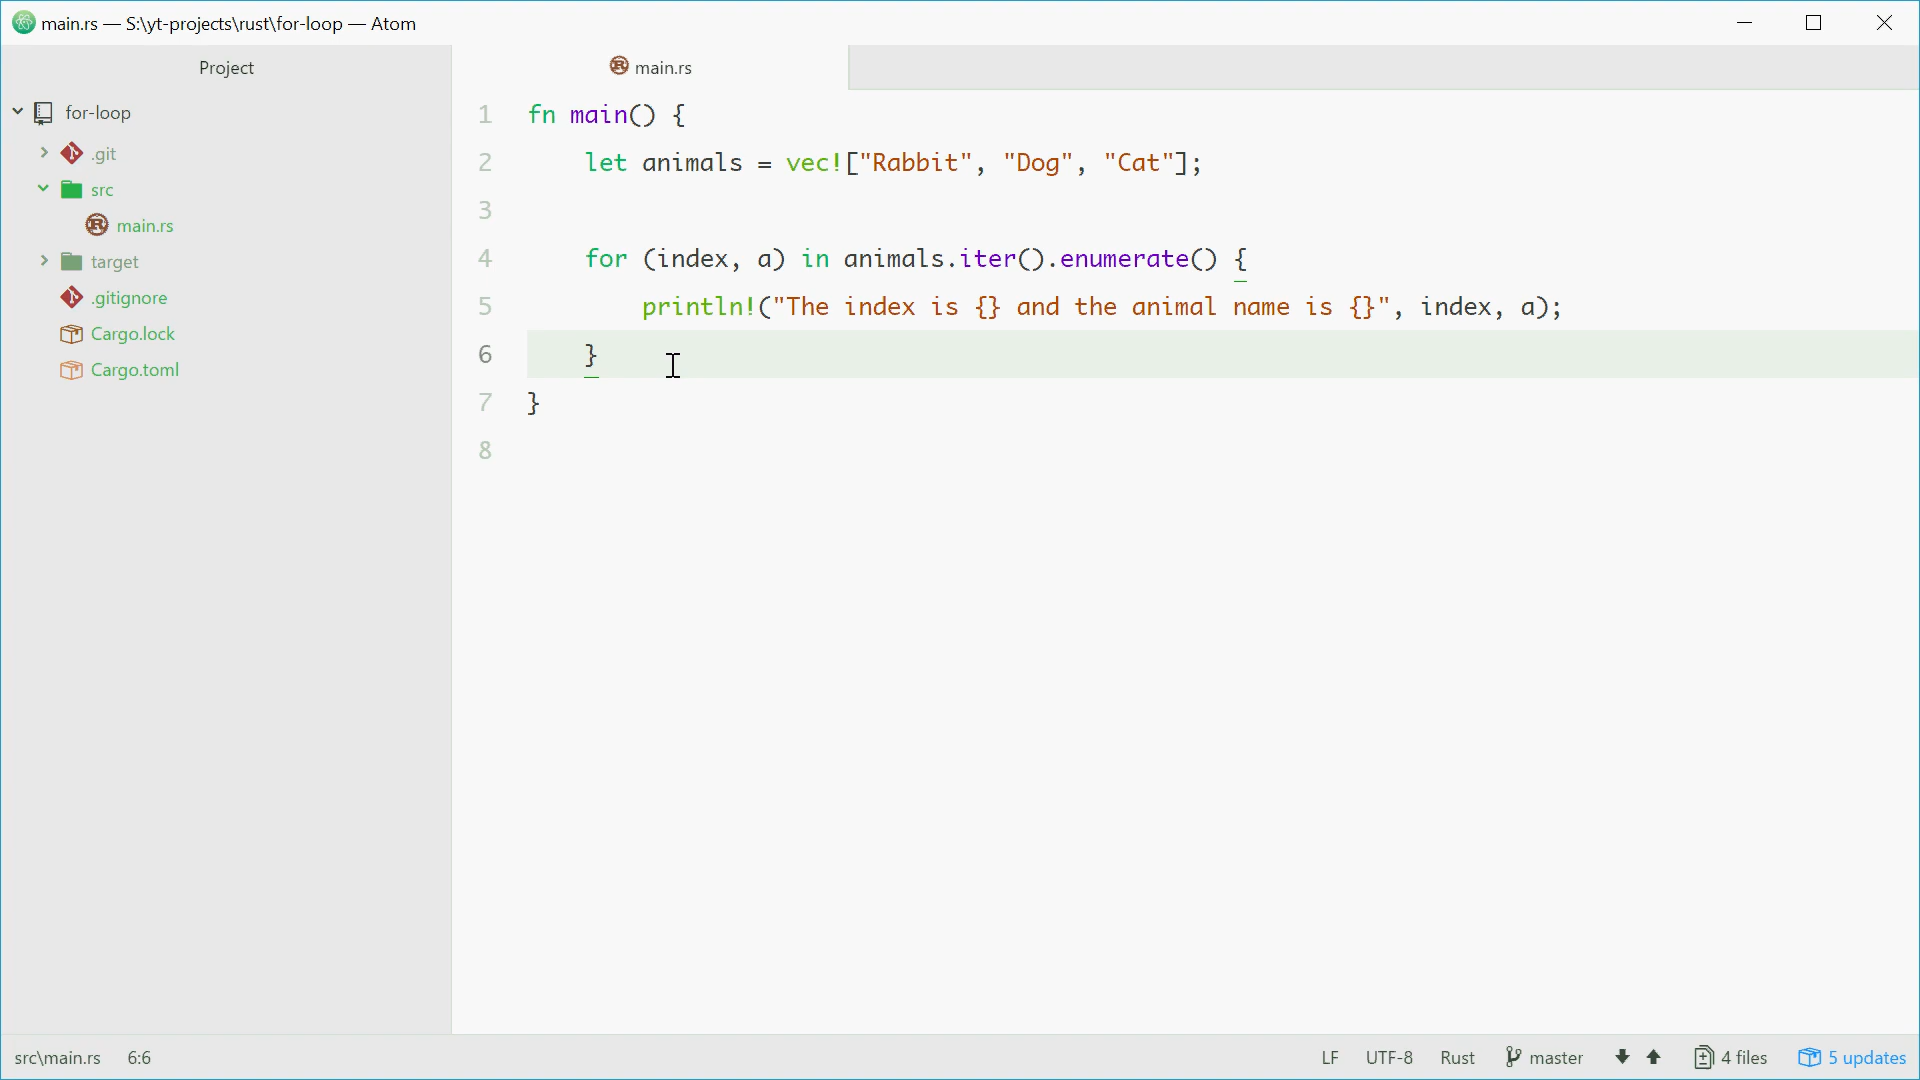 main.rs — S:\yt-projects\rust\for-loop — Atom
Project
main.rs
for-loop
.git
src
main.rs
target
.gitignore
Cargo.lock
Cargo.toml
1 fn main() {
2     let animals = vec!["Rabbit", "Dog", "Cat"];
3
4     for (index, a) in animals.iter().enumerate() {
5         println!("The index is {} and the animal name is {}", index, a);
6     }
7 }
8
src\main.rs 6:6 LF UTF-8 Rust master 4 files 5 updates